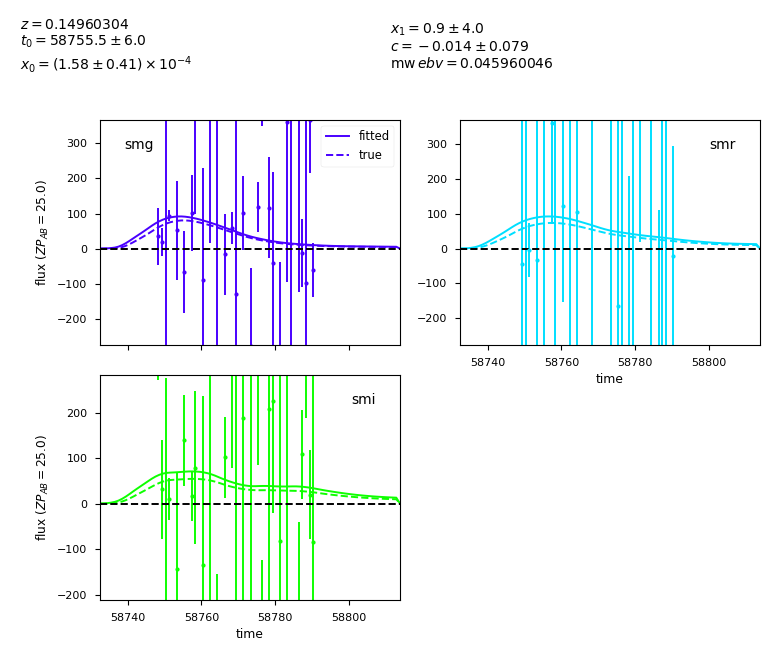 z = 0.14960304
t₀ = 58755.5 ± 6.0
x₀ = (1.58 ± 0.41) × 10⁻⁴
x₁ = 0.9 ± 4.0
c = −0.014 ± 0.079
mw ebv = 0.045960046
smg
fitted
true
300
200
100
0
−100
−200
flux (ZP_AB = 25.0)
smr
300
200
100
0
−100
−200
58740 58760 58780 58800
time
smi
200
100
0
−100
−200
flux (ZP_AB = 25.0)
58740 58760 58780 58800
time